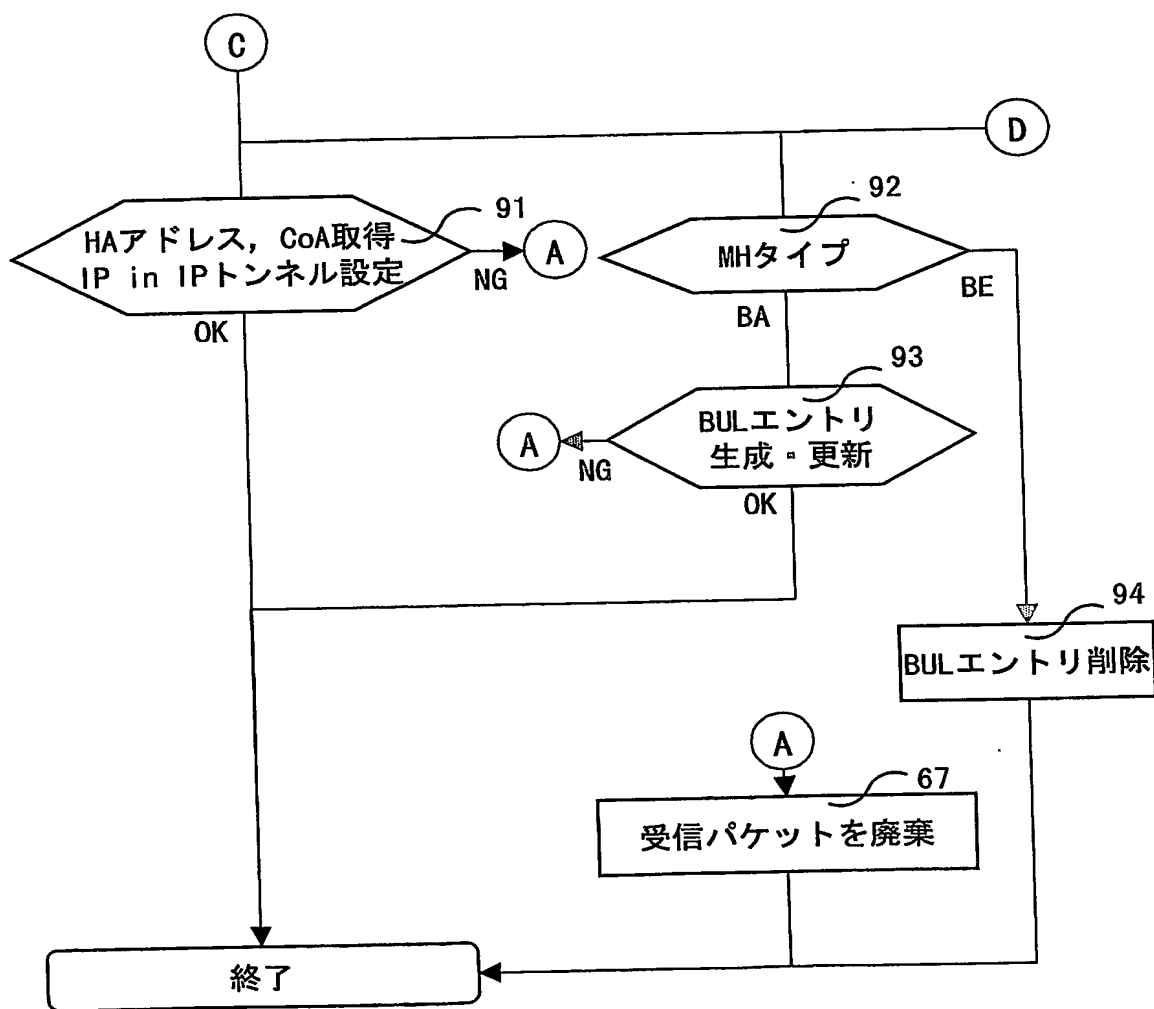 C
D
91
HAアドレス，CoA取得
IP in IPトンネル設定
NG
A
OK
92
MHタイプ
BE
BA
93
BULエントリ
生成・更新
A
NG
OK
94
BULエントリ削除
A
67
受信パケットを廃棄
終了